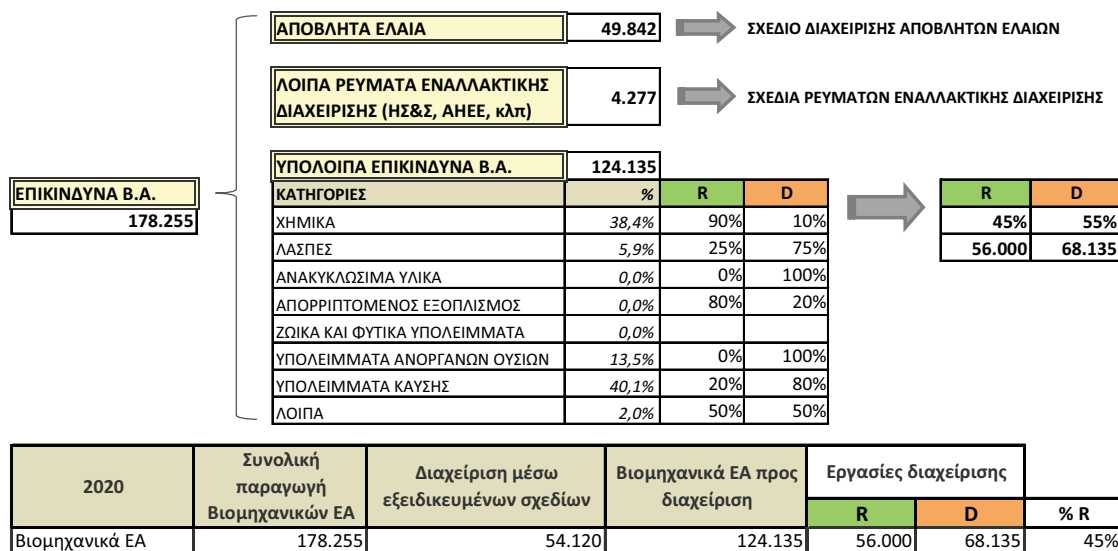 ΑΠΟΒΛΗΤΑ ΕΛΑΙΑ 49.842 ΣΧΕΔΙΟ ΔΙΑΧΕΙΡΙΣΗΣ ΑΠΟΒΛΗΤΩΝ ΕΛΑΙΩΝ
ΛΟΙΠΑ ΡΕΥΜΑΤΑ ΕΝΑΛΛΑΚΤΙΚΗΣ
ΔΙΑΧΕΙΡΙΣΗΣ (ΗΣ&Σ, ΑΗΕΕ, κλπ) 4.277 ΣΧΕΔΙΑ ΡΕΥΜΑΤΩΝ ΕΝΑΛΛΑΚΤΙΚΗΣ ΔΙΑΧΕΙΡΙΣΗΣ
ΕΠΙΚΙΝΔΥΝΑ Β.Α.
178.255
ΥΠΟΛΟΙΠΑ ΕΠΙΚΙΝΔΥΝΑ Β.Α. 124.135
ΚΑΤΗΓΟΡΙΕΣ % R D
ΧΗΜΙΚΑ 38,4% 90% 10%
ΛΑΣΠΕΣ 5,9% 25% 75%
ΑΝΑΚΥΚΛΩΣΙΜΑ ΥΛΙΚΑ 0,0% 0% 100%
ΑΠΟΡΡΙΠΤΟΜΕΝΟΣ ΕΞΟΠΛΙΣΜΟΣ 0,0% 80% 20%
ΖΩΙΚΑ ΚΑΙ ΦΥΤΙΚΑ ΥΠΟΛΕΙΜΜΑΤΑ 0,0%
ΥΠΟΛΕΙΜΜΑΤΑ ΑΝΟΡΓΑΝΩΝ ΟΥΣΙΩΝ 13,5% 0% 100%
ΥΠΟΛΕΙΜΜΑΤΑ ΚΑΥΣΗΣ 40,1% 20% 80%
ΛΟΙΠΑ 2,0% 50% 50%
R D
45% 55%
56.000 68.135
2020 Συνολική παραγωγή Βιομηχανικών ΕΑ Διαχείριση μέσω εξειδικευμένων σχεδίων Βιομηχανικά ΕΑ προς διαχείριση Εργασίες διαχείρισης
R D % R
Βιομηχανικά ΕΑ 178.255 54.120 124.135 56.000 68.135 45%